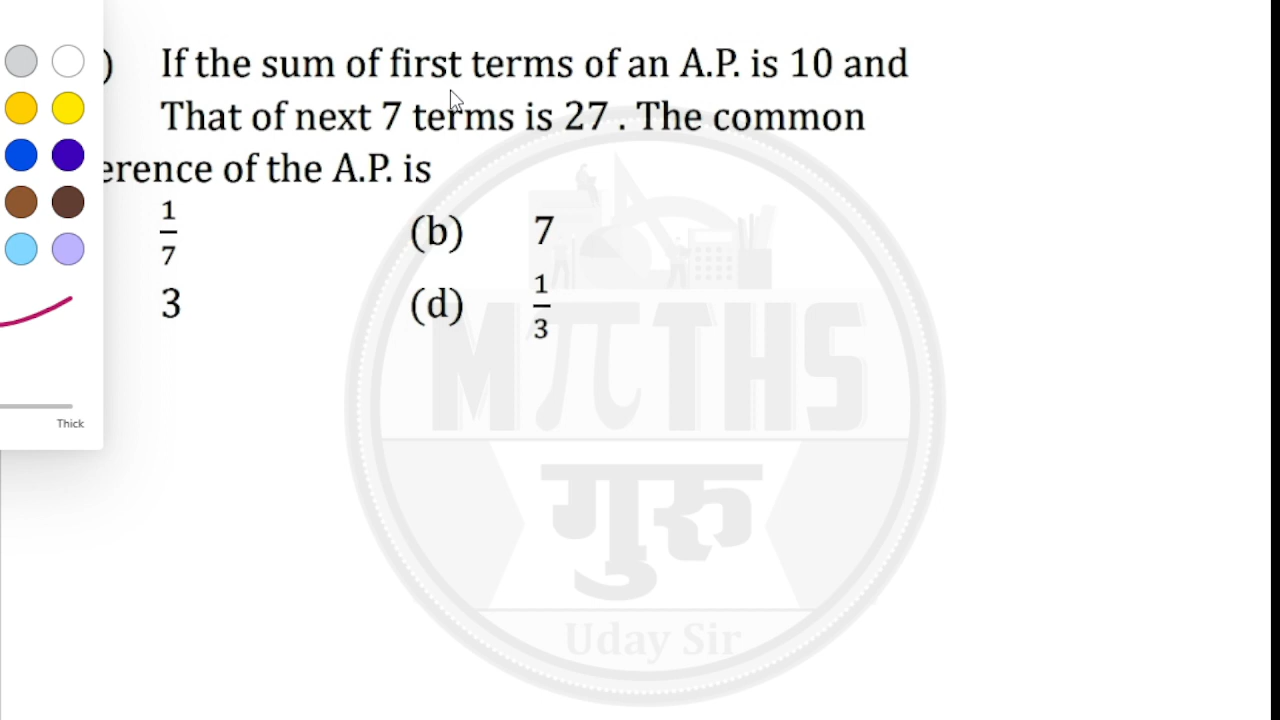 ) If the sum of first terms of an A.P. is 10 and
That of next 7 terms is 27 . The common
erence of the A.P. is
1/7 (b) 7
3 (d) 1/3
Thick
MπTHS
गुरु
Uday Sir